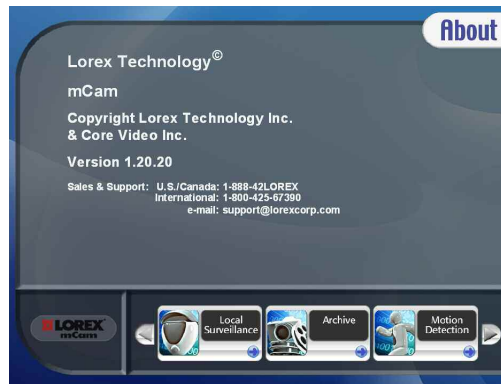 About
Lorex Technology©
mCam
Copyright Lorex Technology Inc.
& Core Video Inc.
Version 1.20.20
Sales & Support: U.S./Canada: 1-888-42LOREX
International: 1-800-425-67390
e-mail: support@lorexcorp.com
LOREX
mCam
Local
Surveillance
Archive
Motion
Detection